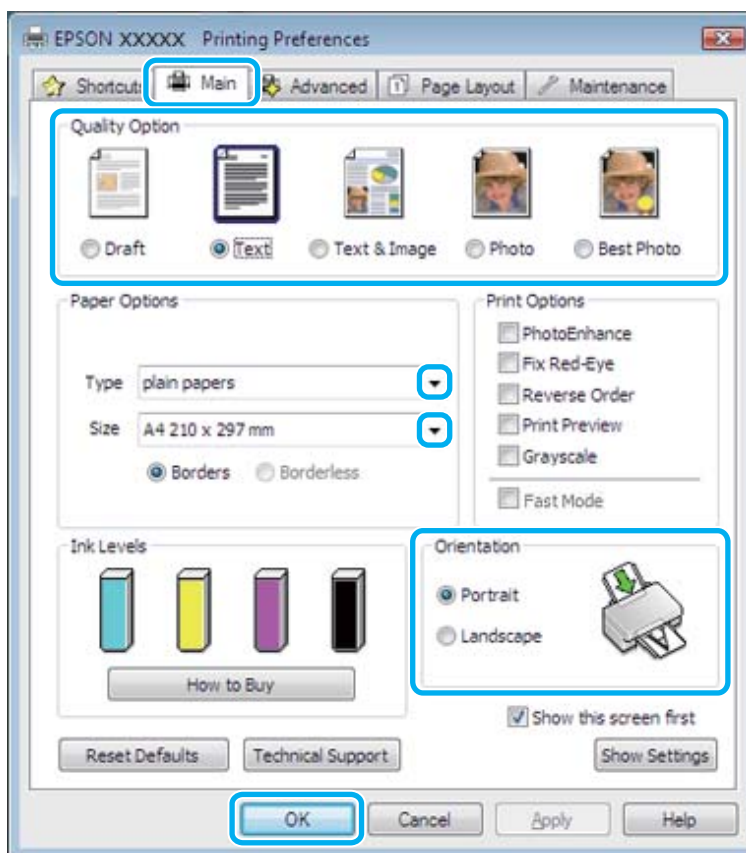 EPSON XXXXX Printing Preferences
Shortcuts Main Advanced Page Layout Maintenance
Quality Option
Draft Text Text & Image Photo Best Photo
Paper Options
Type plain papers
Size A4 210 x 297 mm
Borders Borderless
Print Options
PhotoEnhance
Fix Red-Eye
Reverse Order
Print Preview
Grayscale
Fast Mode
Ink Levels
How to Buy
Orientation
Portrait
Landscape
Show this screen first
Reset Defaults Technical Support Show Settings
OK Cancel Apply Help